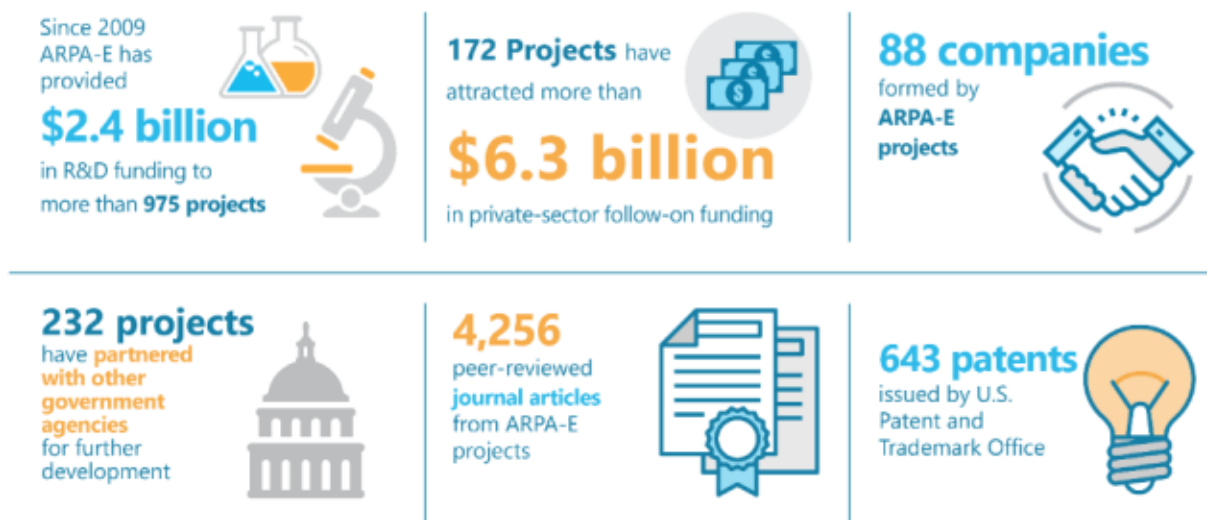 Since 2009
ARPA-E has
provided
$2.4 billion
in R&D funding to
more than 975 projects
172 Projects have
attracted more than
$6.3 billion
in private-sector follow-on funding
88 companies
formed by
ARPA-E
projects
232 projects
have partnered
with other
government
agencies
for further
development
4,256
peer-reviewed
journal articles
from ARPA-E
projects
643 patents
issued by U.S.
Patent and
Trademark Office